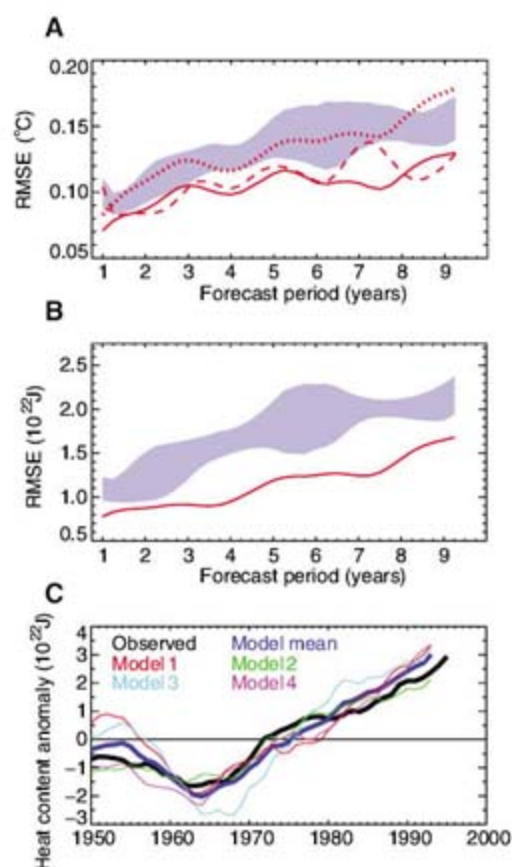 A
RMSE (°C)
0.20
0.15
0.10
0.05
1 2 3 4 5 6 7 8 9
Forecast period (years)
B
RMSE (10²²J)
2.5
2.0
1.5
1.0
0.5
1 2 3 4 5 6 7 8 9
Forecast period (years)
C
Heat content anomaly (10²²J)
4
3
2
1
0
−1
−2
−3
Observed Model mean
Model 1 Model 2
Model 3 Model 4
1950 1960 1970 1980 1990 2000